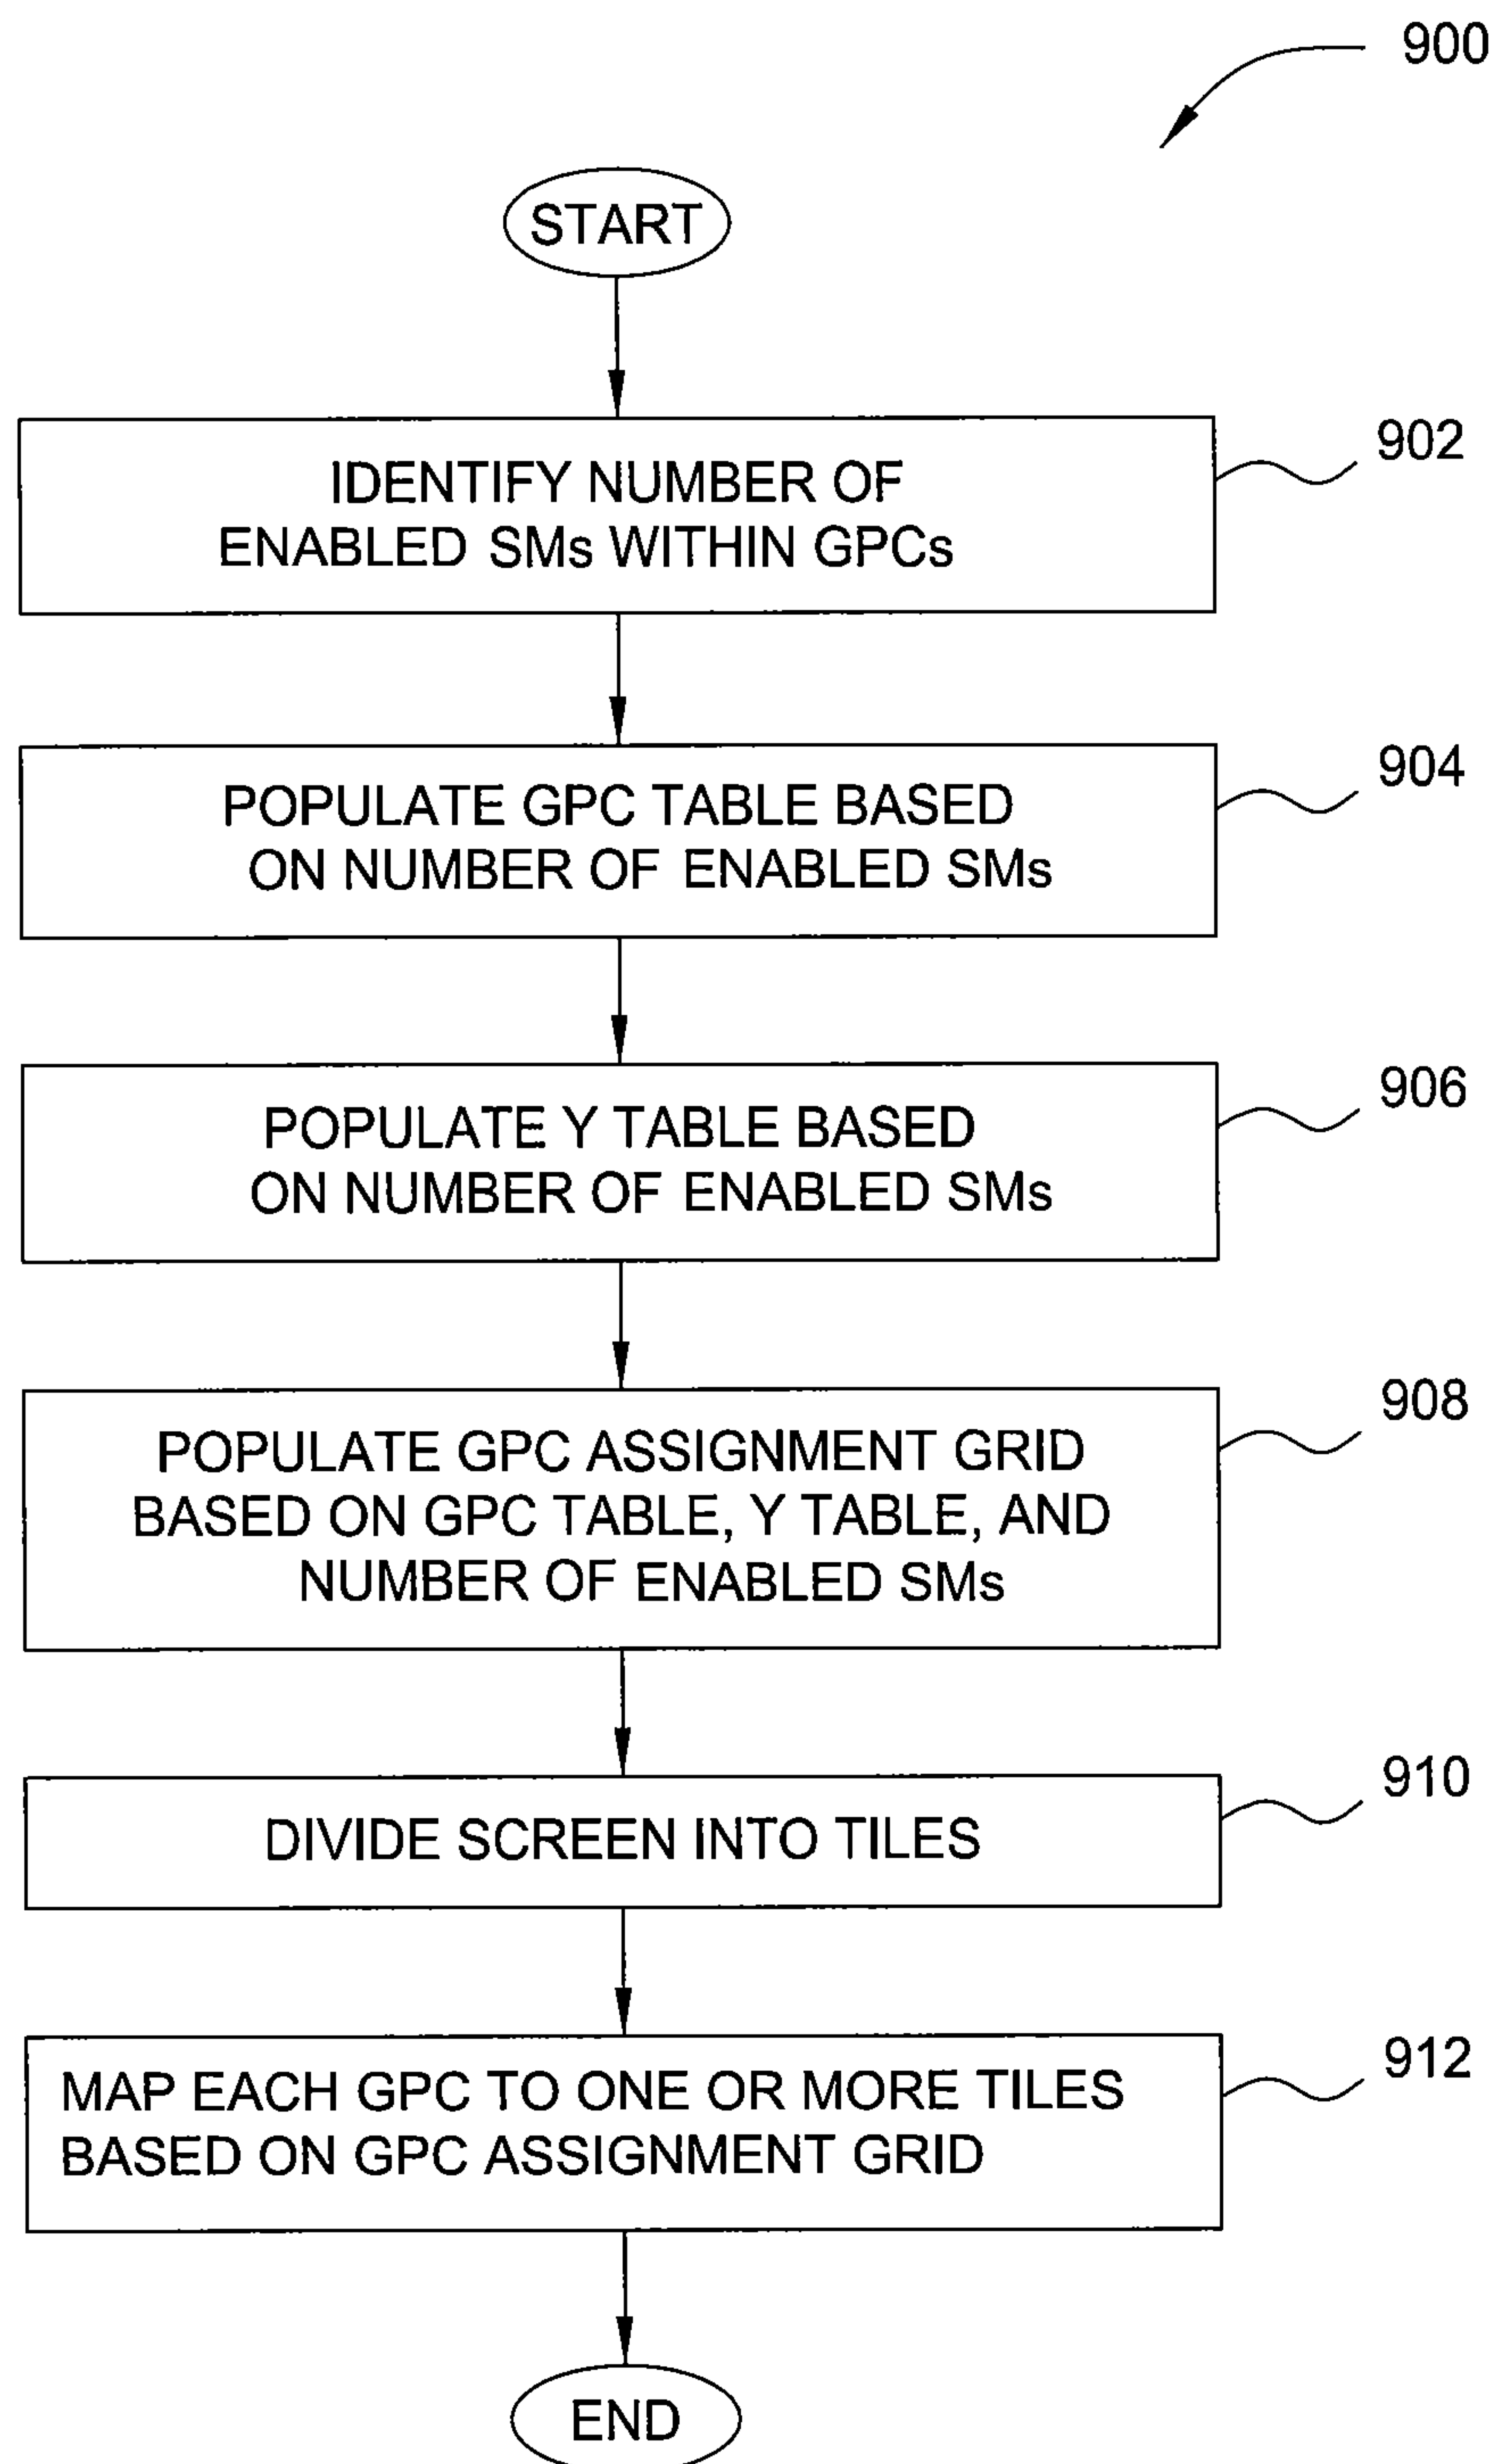 900
START
902
IDENTIFY NUMBER OF
ENABLED SMs WITHIN GPCs
904
POPULATE GPC TABLE BASED
ON NUMBER OF ENABLED SMs
906
POPULATE Y TABLE BASED
ON NUMBER OF ENABLED SMs
908
POPULATE GPC ASSIGNMENT GRID
BASED ON GPC TABLE, Y TABLE, AND
NUMBER OF ENABLED SMs
910
DIVIDE SCREEN INTO TILES
912
MAP EACH GPC TO ONE OR MORE TILES
BASED ON GPC ASSIGNMENT GRID
END